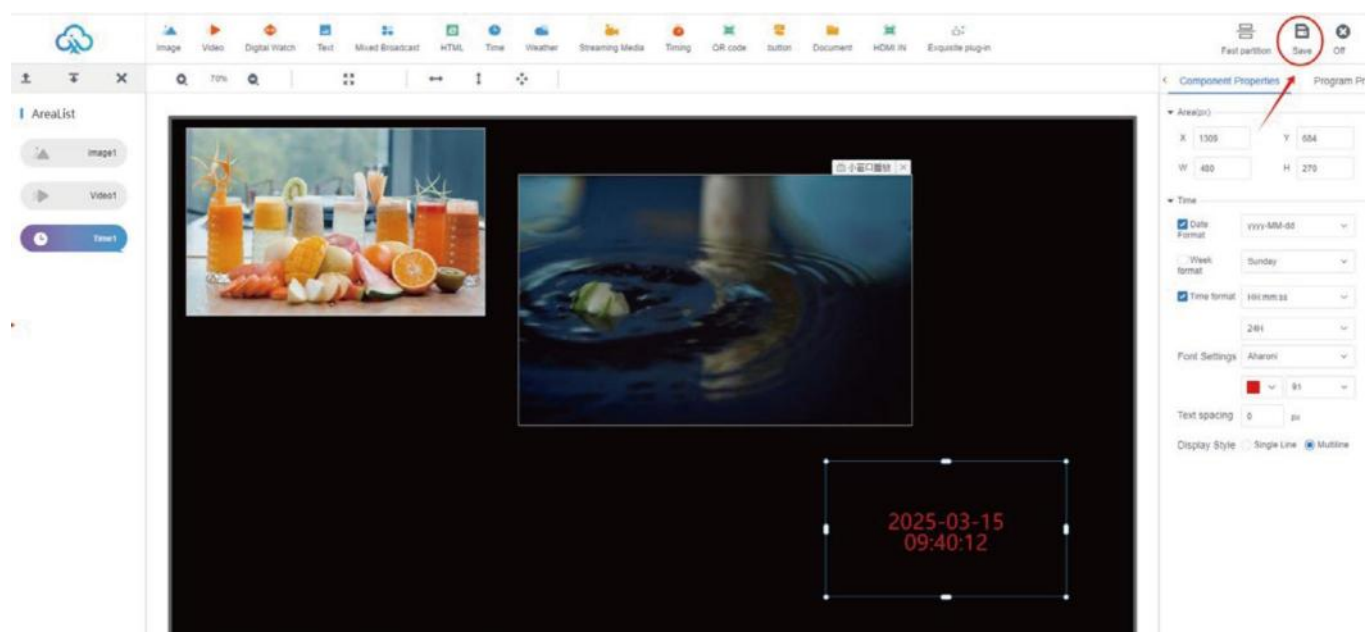 Image Video Digital Watch Text Mixed Broadcast HTML Time Weather Streaming Media Timing QR code button Document HDMI IN Exquisite plug-in Fast partition Save Off
70%
Component Properties Program Pr
AreaList
Area(px)
Image1
X 1309 Y 684
W 480 H 270
Video1
Time
Time1
Date Format yyyy-MM-dd
Week format Sunday
Time format HH:mm:ss
24H
Font Settings Aharoni
91
Text spacing 0 px
Display Style Single Line Multiline
2025-03-15
09:40:12